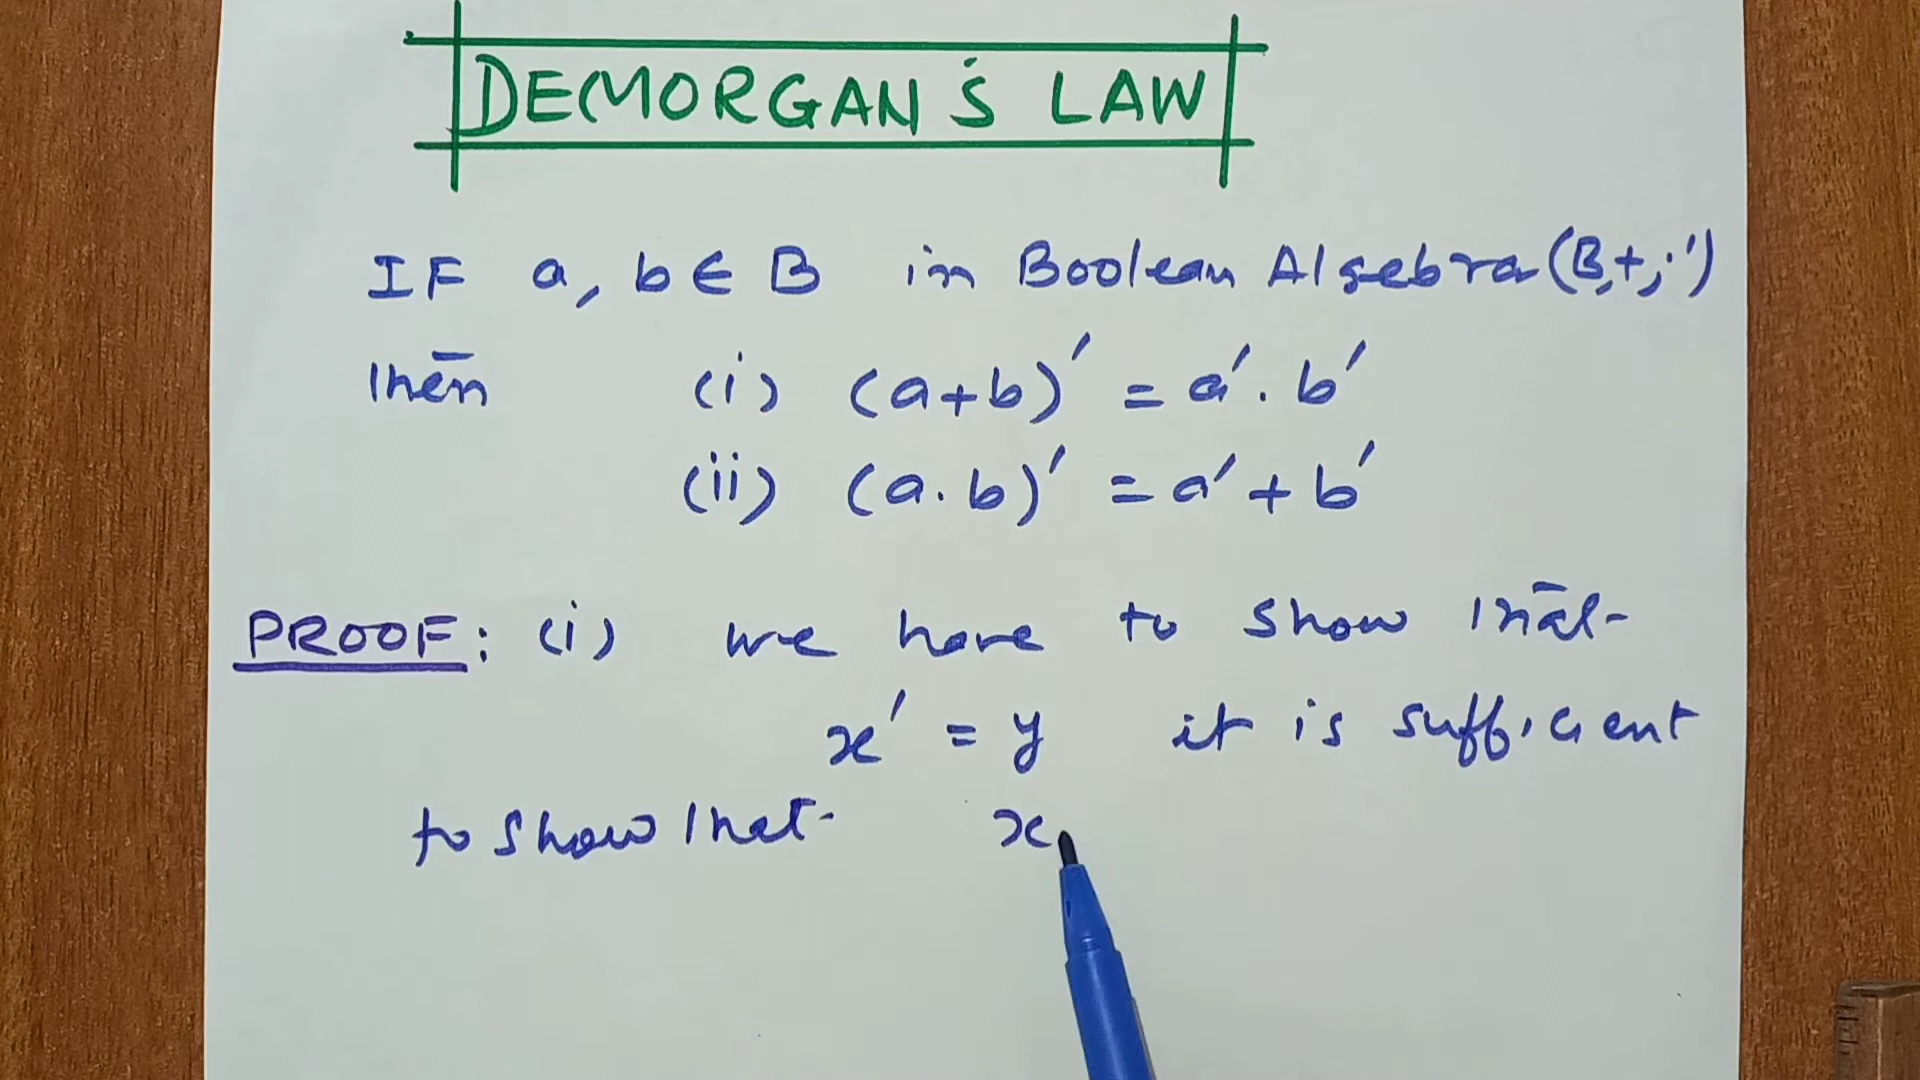 DEMORGAN'S LAW
IF a, b ∈ B in Boolean Algebra (B, +, ·, ')
then (i) (a+b)' = a'. b'
(ii) (a.b)' = a' + b'
PROOF: (i) we have to show that
x' = y it is sufficient
to show that x